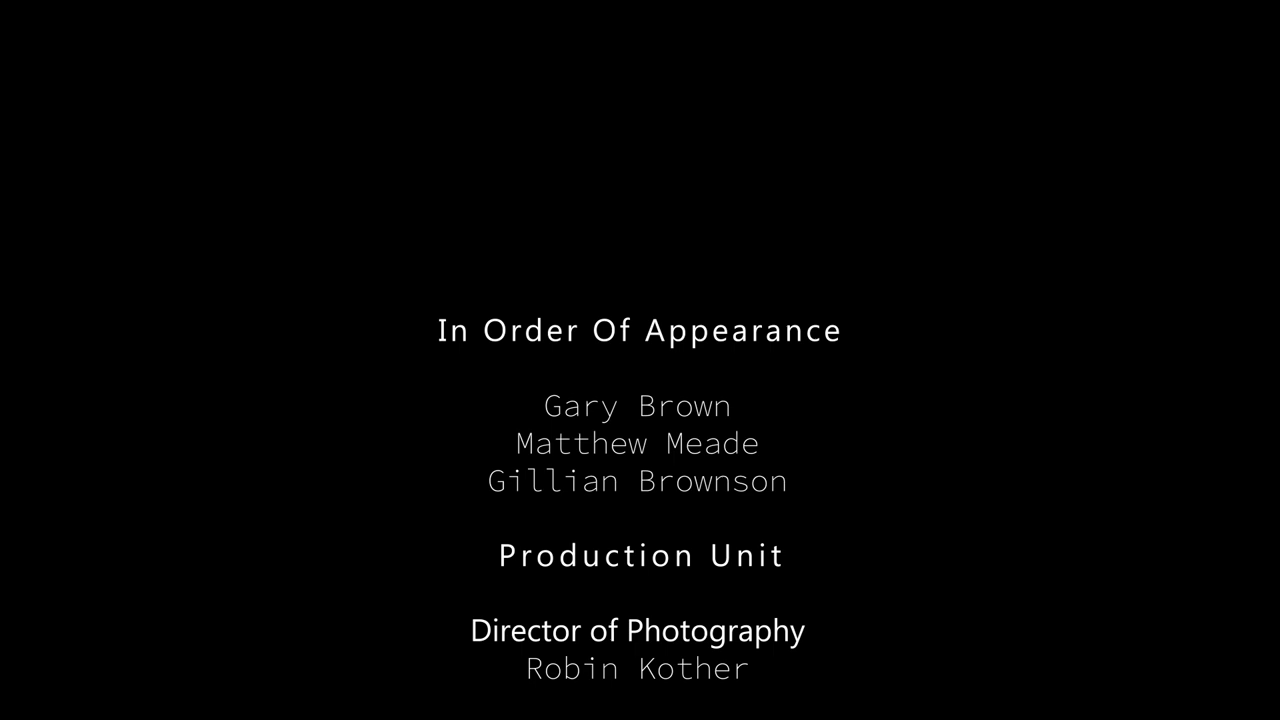 In Order Of Appearance
Gary Brown
Matthew Meade
Gillian Brownson
Production Unit
Director of Photography
Robin Kother